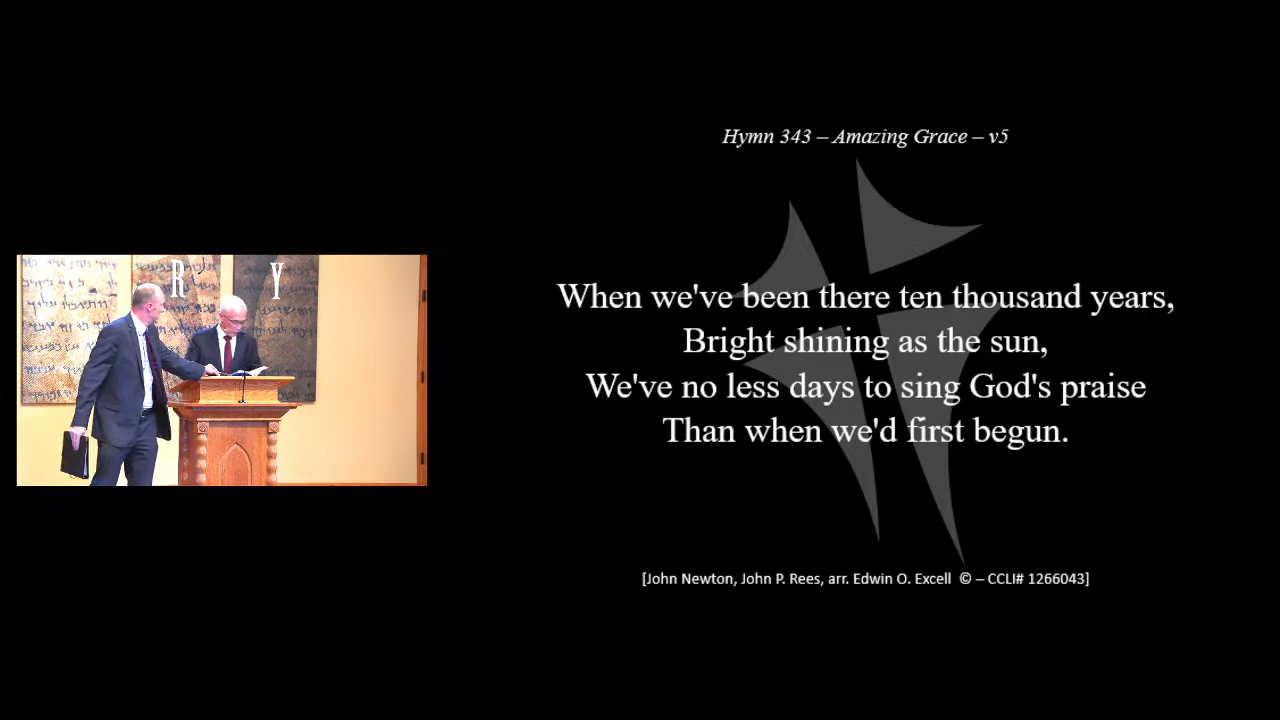 Hymn 343 – Amazing Grace – v5
When we've been there ten thousand years,
Bright shining as the sun,
We've no less days to sing God's praise
Than when we'd first begun.
[John Newton, John P. Rees, arr. Edwin O. Excell © – CCLI# 1266043]
R Y